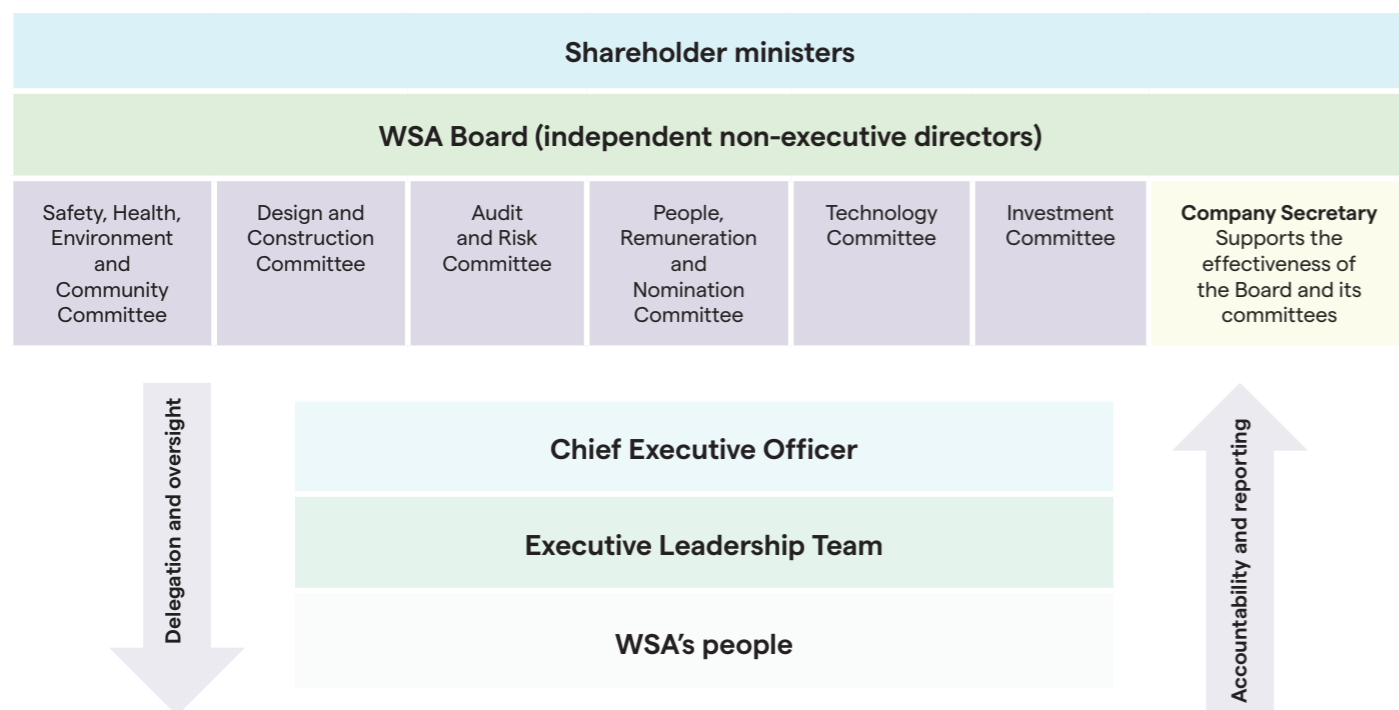 Shareholder ministers
WSA Board (independent non-executive directors)
Safety, Health,
Environment
and
Community
Committee
Design and
Construction
Committee
Audit
and Risk
Committee
People,
Remuneration
and
Nomination
Committee
Technology
Committee
Investment
Committee
Company Secretary
Supports the
effectiveness of
the Board and its
committees
Delegation and oversight
Chief Executive Officer
Executive Leadership Team
WSA’s people
Accountability and reporting